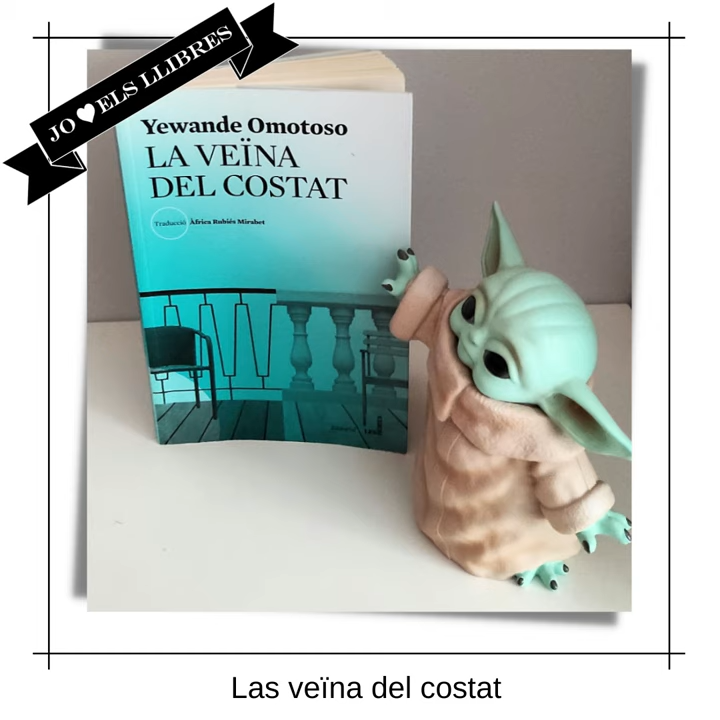 JO ♥ ELS LLIBRES
Yewande Omotoso
LA VEÏNA
DEL COSTAT
Traducció Àfrica Rubiés Mirabet
Las veïna del costat